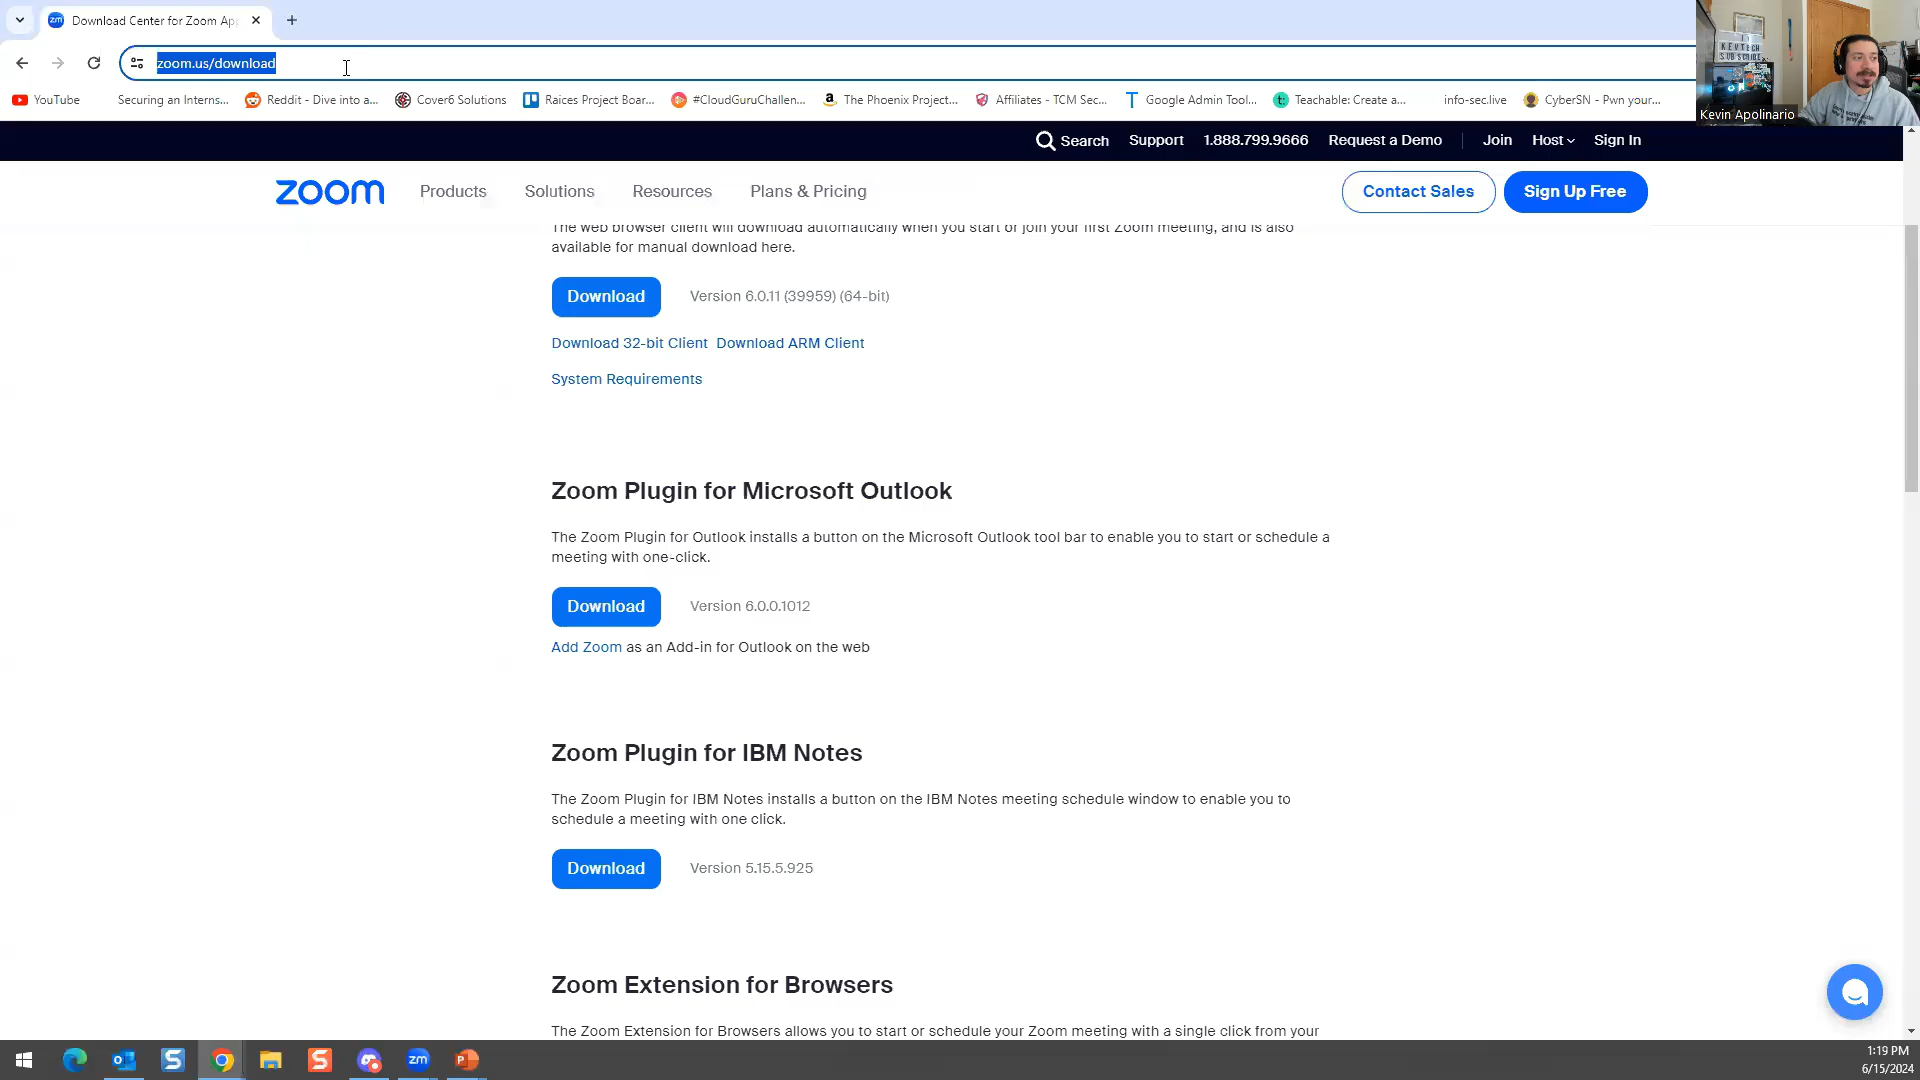 Download Center for Zoom Ap
zoom.us/download
YouTube
Securing an Interns...
Reddit - Dive into a...
Cover6 Solutions
Raices Project Boar...
#CloudGuruChallen...
The Phoenix Project...
Affiliates - TCM Sec...
Google Admin Tool...
Teachable: Create a...
info-sec.live
CyberSN - Pwn your...
KEVTECH
SUBSCRIBE
Kevin Apolinario
Search
Support
1.888.799.9666
Request a Demo
Join
Host
Sign In
zoom
Products
Solutions
Resources
Plans & Pricing
Contact Sales
Sign Up Free
The web browser client will download automatically when you start or join your first Zoom meeting, and is also
available for manual download here.
Download
Version 6.0.11 (39959) (64-bit)
Download 32-bit Client Download ARM Client
System Requirements
Zoom Plugin for Microsoft Outlook
The Zoom Plugin for Outlook installs a button on the Microsoft Outlook tool bar to enable you to start or schedule a
meeting with one-click.
Download
Version 6.0.0.1012
Add Zoom as an Add-in for Outlook on the web
Zoom Plugin for IBM Notes
The Zoom Plugin for IBM Notes installs a button on the IBM Notes meeting schedule window to enable you to
schedule a meeting with one click.
Download
Version 5.15.5.925
Zoom Extension for Browsers
The Zoom Extension for Browsers allows you to start or schedule your Zoom meeting with a single click from your
1:19 PM
6/15/2024